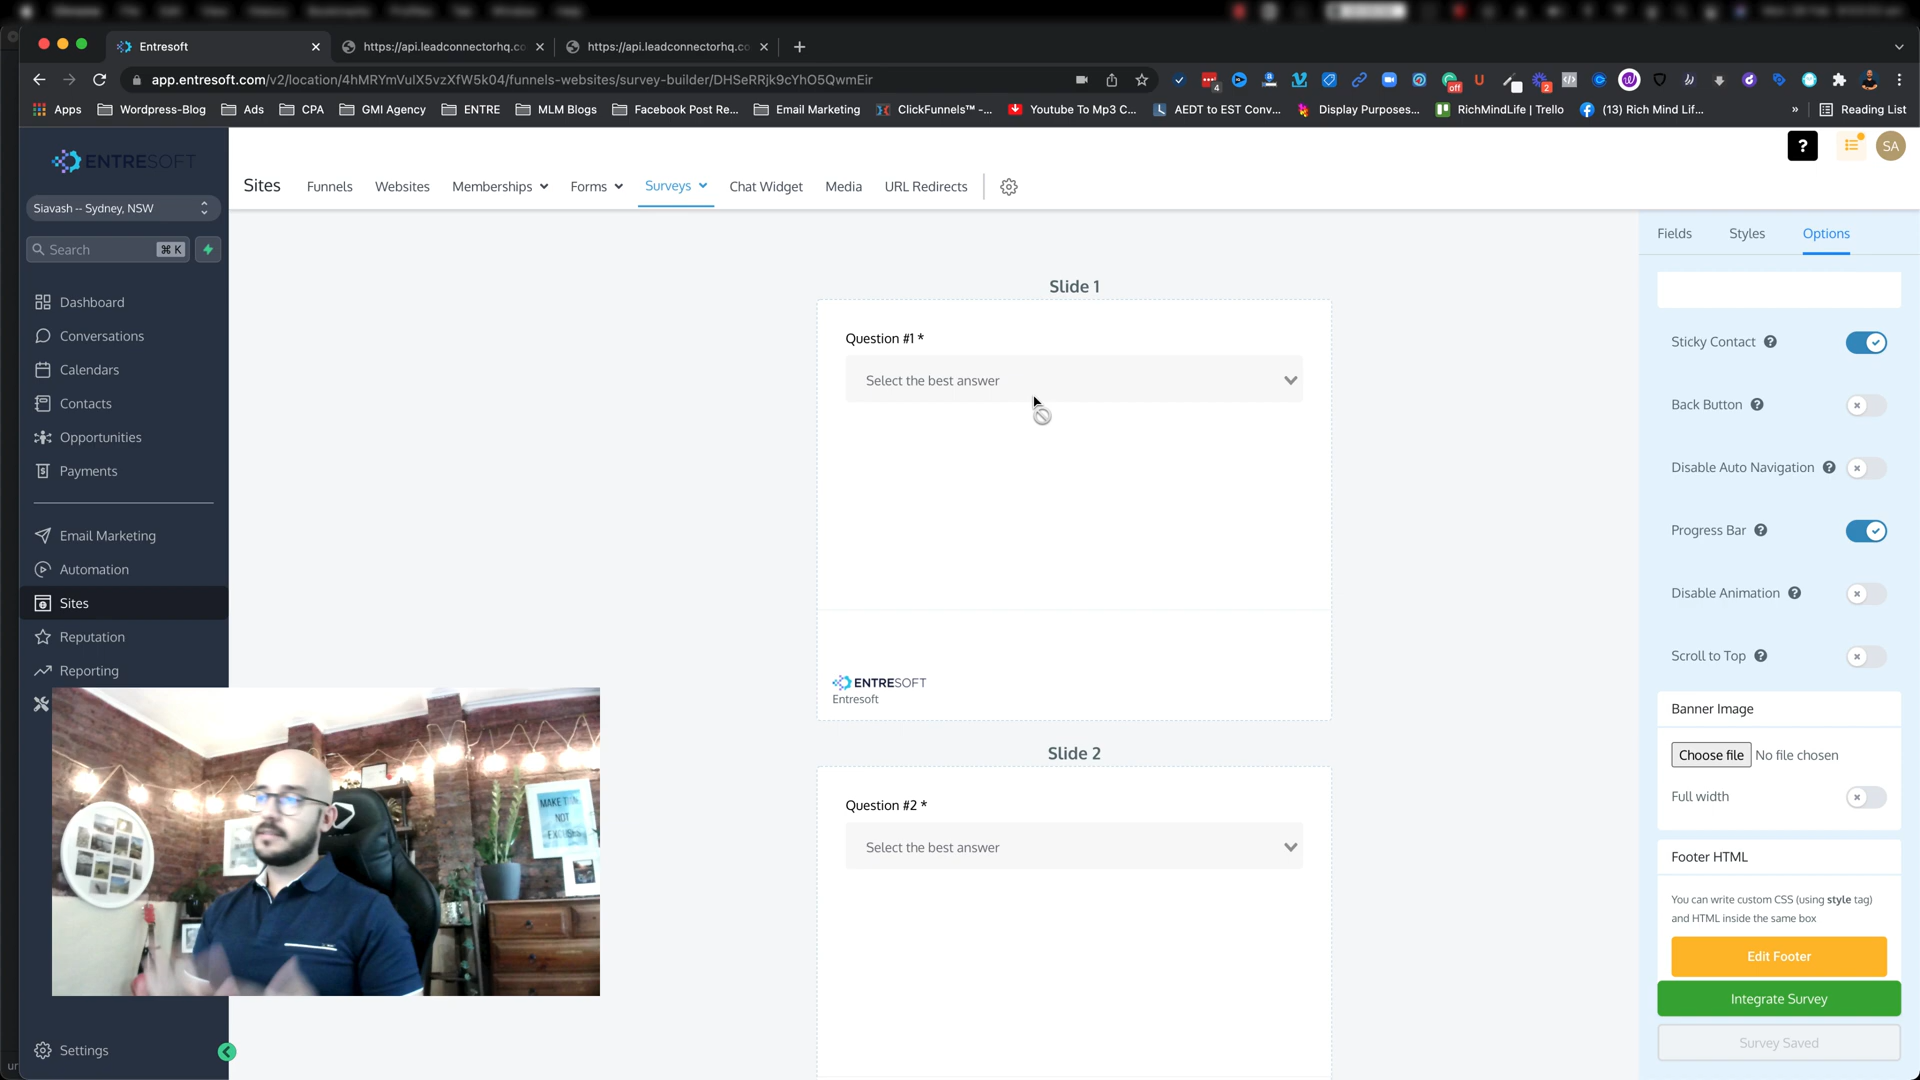 Entresoft
https://api.leadconnectorhq.co
https://api.leadconnectorhq.co
app.entresoft.com/v2/location/4hMRYmVuIX5vzXfW5k04/funnels-websites/survey-builder/DHSeRRjk9cYhO5QwmEir
4
off
2
Apps
Wordpress-Blog
Ads
CPA
GMI Agency
ENTRE
MLM Blogs
Facebook Post Re...
Email Marketing
ClickFunnels™ -...
Youtube To Mp3 C...
AEDT to EST Conv...
Display Purposes...
RichMindLife | Trello
(13) Rich Mind Lif...
»
Reading List
ENTRESOFT
?
SA
Sites
Funnels
Websites
Memberships
Forms
Surveys
Chat Widget
Media
URL Redirects
Siavash -- Sydney, NSW
Search
⌘ K
Dashboard
Conversations
Calendars
Contacts
Opportunities
Payments
Email Marketing
Automation
Sites
Reputation
Reporting
Settings
Slide 1
Question #1 *
Select the best answer
ENTRESOFT
Entresoft
Slide 2
Question #2 *
Select the best answer
Fields
Styles
Options
Sticky Contact
Back Button
Disable Auto Navigation
Progress Bar
Disable Animation
Scroll to Top
Banner Image
Choose file No file chosen
Full width
Footer HTML
You can write custom CSS (using style tag)
and HTML inside the same box
Edit Footer
Integrate Survey
Survey Saved